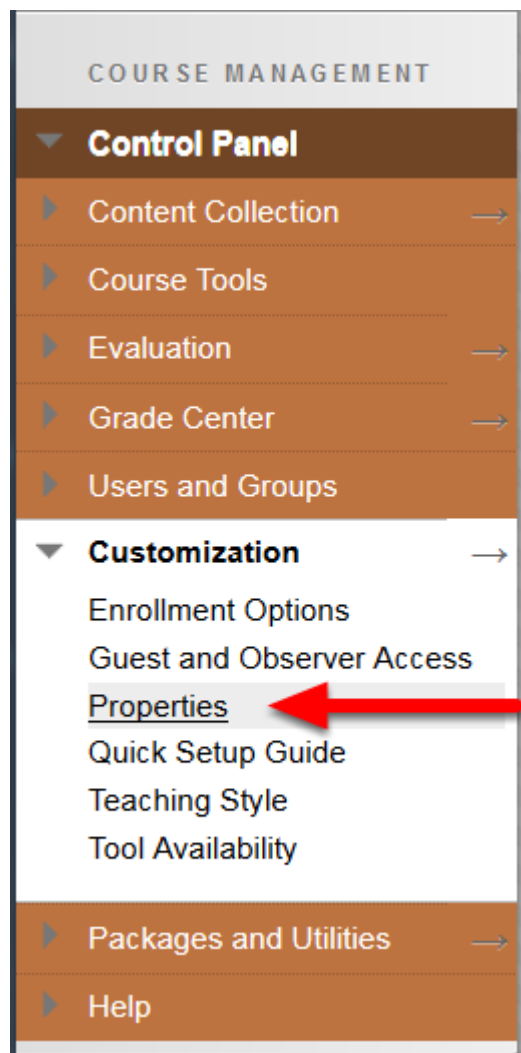 COURSE MANAGEMENT
Control Panel
Content Collection
Course Tools
Evaluation
Grade Center
Users and Groups
Customization
Enrollment Options
Guest and Observer Access
Properties
Quick Setup Guide
Teaching Style
Tool Availability
Packages and Utilities
Help